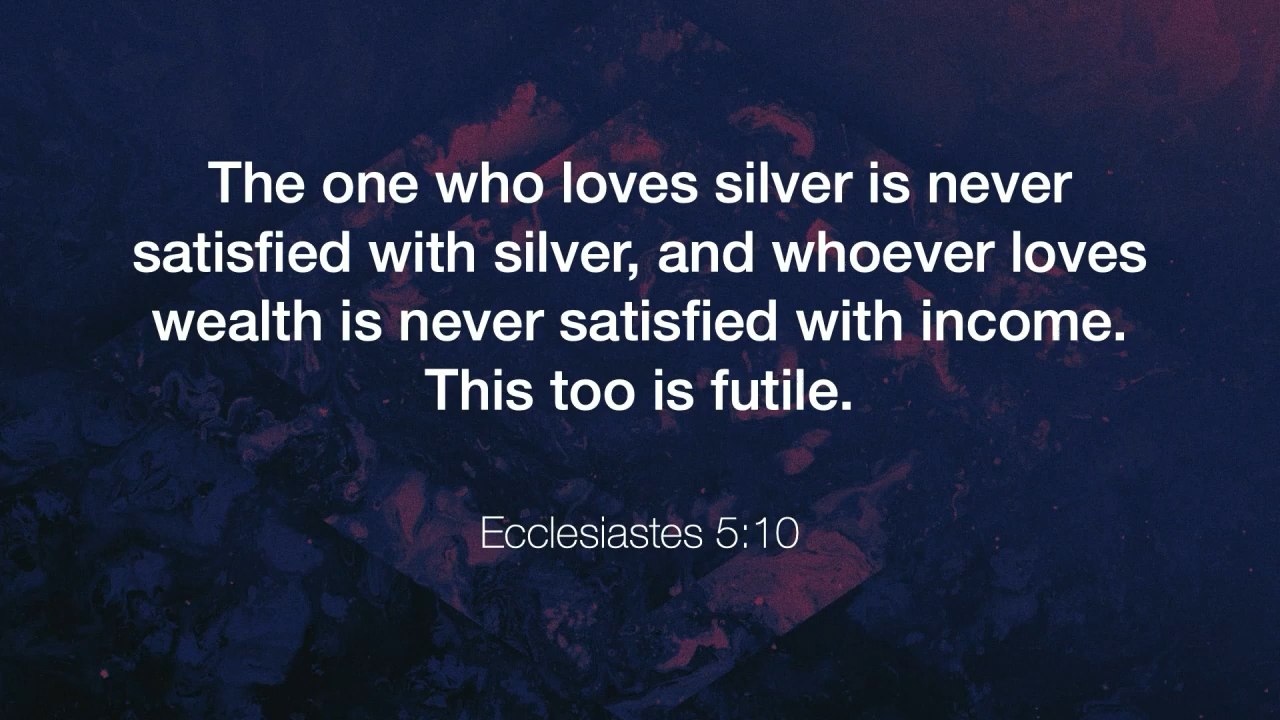 The one who loves silver is never
satisfied with silver, and whoever loves
wealth is never satisfied with income.
This too is futile.
Ecclesiastes 5:10